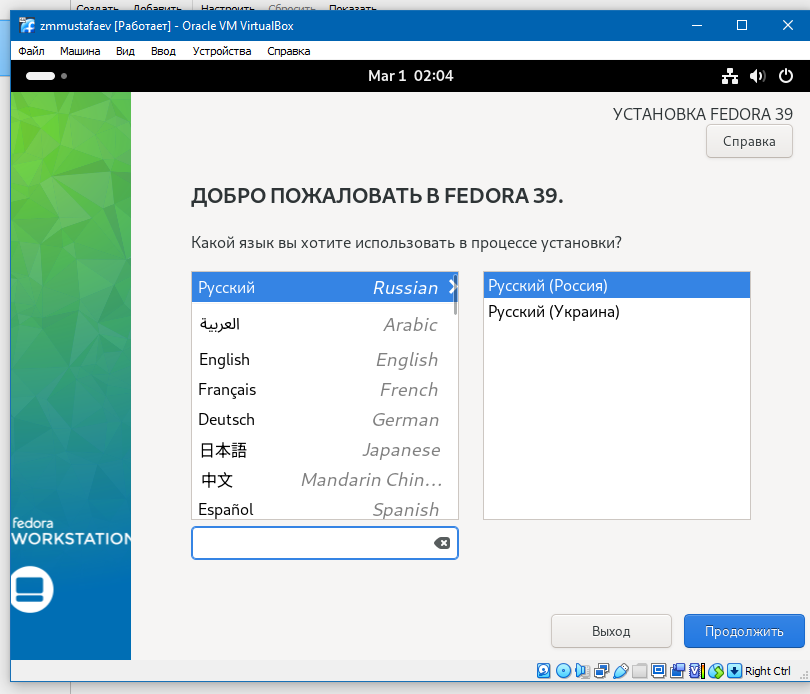 Создать Добавить Настроить Сбросить Показать
zmmustafaev [Работает] - Oracle VM VirtualBox
Файл Машина Вид Ввод Устройства Справка
Mar 1 02:04
УСТАНОВКА FEDORA 39
Справка
ДОБРО ПОЖАЛОВАТЬ В FEDORA 39.
Какой язык вы хотите использовать в процессе установки?
Русский Russian
العربية Arabic
English English
Français French
Deutsch German
日本語 Japanese
中文 Mandarin Chin...
Español Spanish
Русский (Россия)
Русский (Украина)
fedora
WORKSTATION
Выход
Продолжить
Right Ctrl